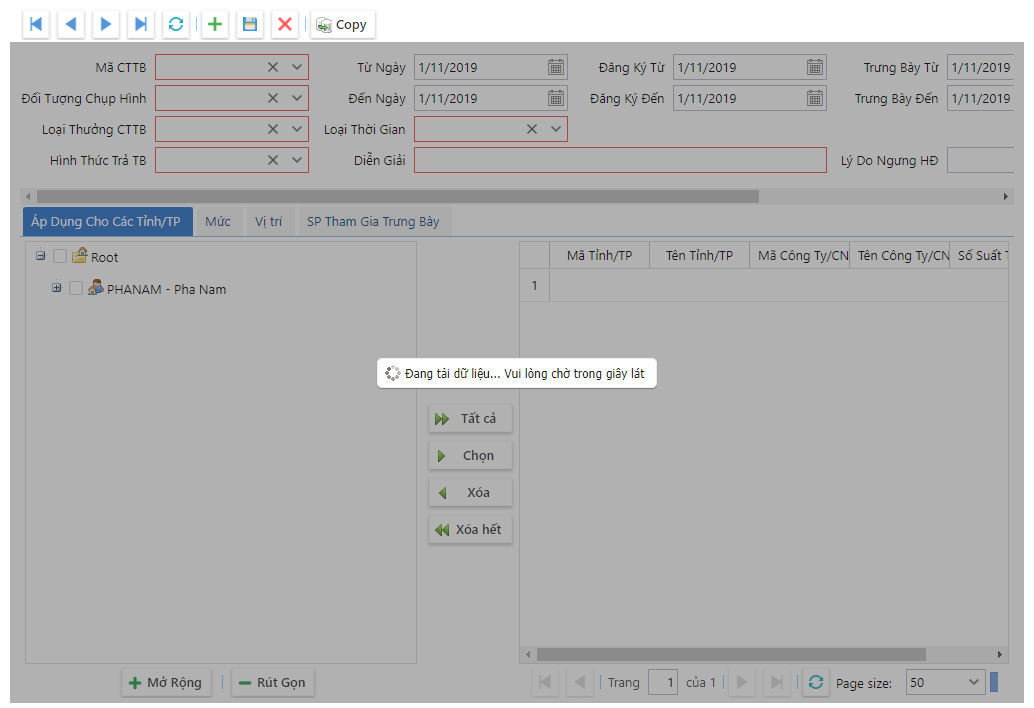 Copy
Mã CTTB
Từ Ngày 1/11/2019
Đăng Ký Từ 1/11/2019
Trưng Bày Từ 1/11/2019
Đối Tượng Chụp Hình
Đến Ngày 1/11/2019
Đăng Ký Đến 1/11/2019
Trưng Bày Đến 1/11/2019
Loại Thưởng CTTB
Loại Thời Gian
Hình Thức Trả TB
Diễn Giải
Lý Do Ngưng HĐ
Áp Dụng Cho Các Tỉnh/TP Mức Vị trí SP Tham Gia Trưng Bày
Root
PHANAM - Pha Nam
Mã Tỉnh/TP Tên Tỉnh/TP Mã Công Ty/CN Tên Công Ty/CN Số Suất T
1
Đang tải dữ liệu... Vui lòng chờ trong giây lát
Tất cả
Chọn
Xóa
Xóa hết
Mở Rộng Rút Gọn
Trang 1 của 1 Page size: 50